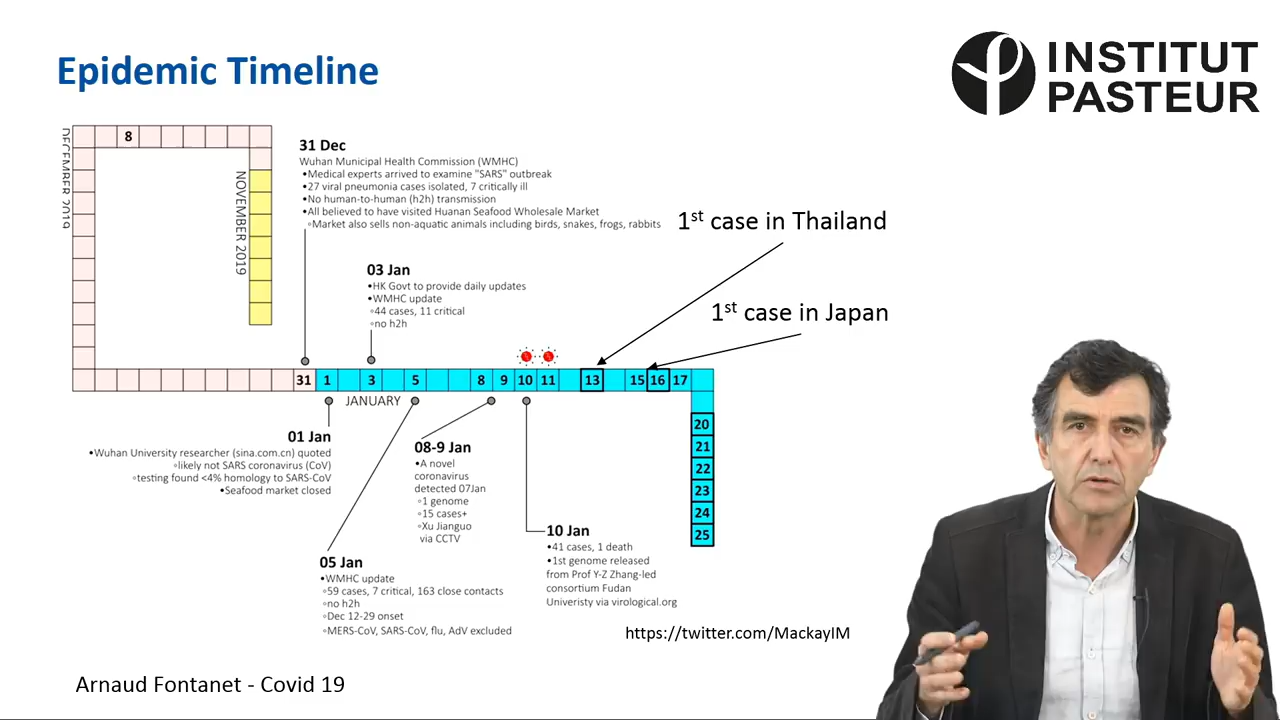 Epidemic Timeline
INSTITUT
PASTEUR
8
DECEMBER 2019
NOVEMBER 2019
31 Dec
Wuhan Municipal Health Commission (WMHC)
•Medical experts arrived to examine "SARS" outbreak
•27 viral pneumonia cases isolated, 7 critically ill
•No human-to-human (h2h) transmission
•All believed to have visited Huanan Seafood Wholesale Market
◦Market also sells non-aquatic animals including birds, snakes, frogs, rabbits
1st case in Thailand
03 Jan
•HK Govt to provide daily updates
•WMHC update
◦44 cases, 11 critical
◦no h2h
1st case in Japan
31 1 3 5 8 9 10 11 13 15 16 17
JANUARY
20
21
22
23
24
25
01 Jan
•Wuhan University researcher (sina.com.cn) quoted
◦likely not SARS coronavirus (CoV)
◦testing found <4% homology to SARS-CoV
•Seafood market closed
08-9 Jan
•A novel
coronavirus
detected 07Jan
◦1 genome
◦15 cases+
◦Xu Jianguo
via CCTV
05 Jan
•WMHC update
◦59 cases, 7 critical, 163 close contacts
◦no h2h
◦Dec 12-29 onset
◦MERS-CoV, SARS-CoV, flu, AdV excluded
10 Jan
•41 cases, 1 death
•1st genome released
from Prof Y-Z Zhang-led
consortium Fudan
Univeristy via virological.org
https://twitter.com/MackayIM
Arnaud Fontanet - Covid 19